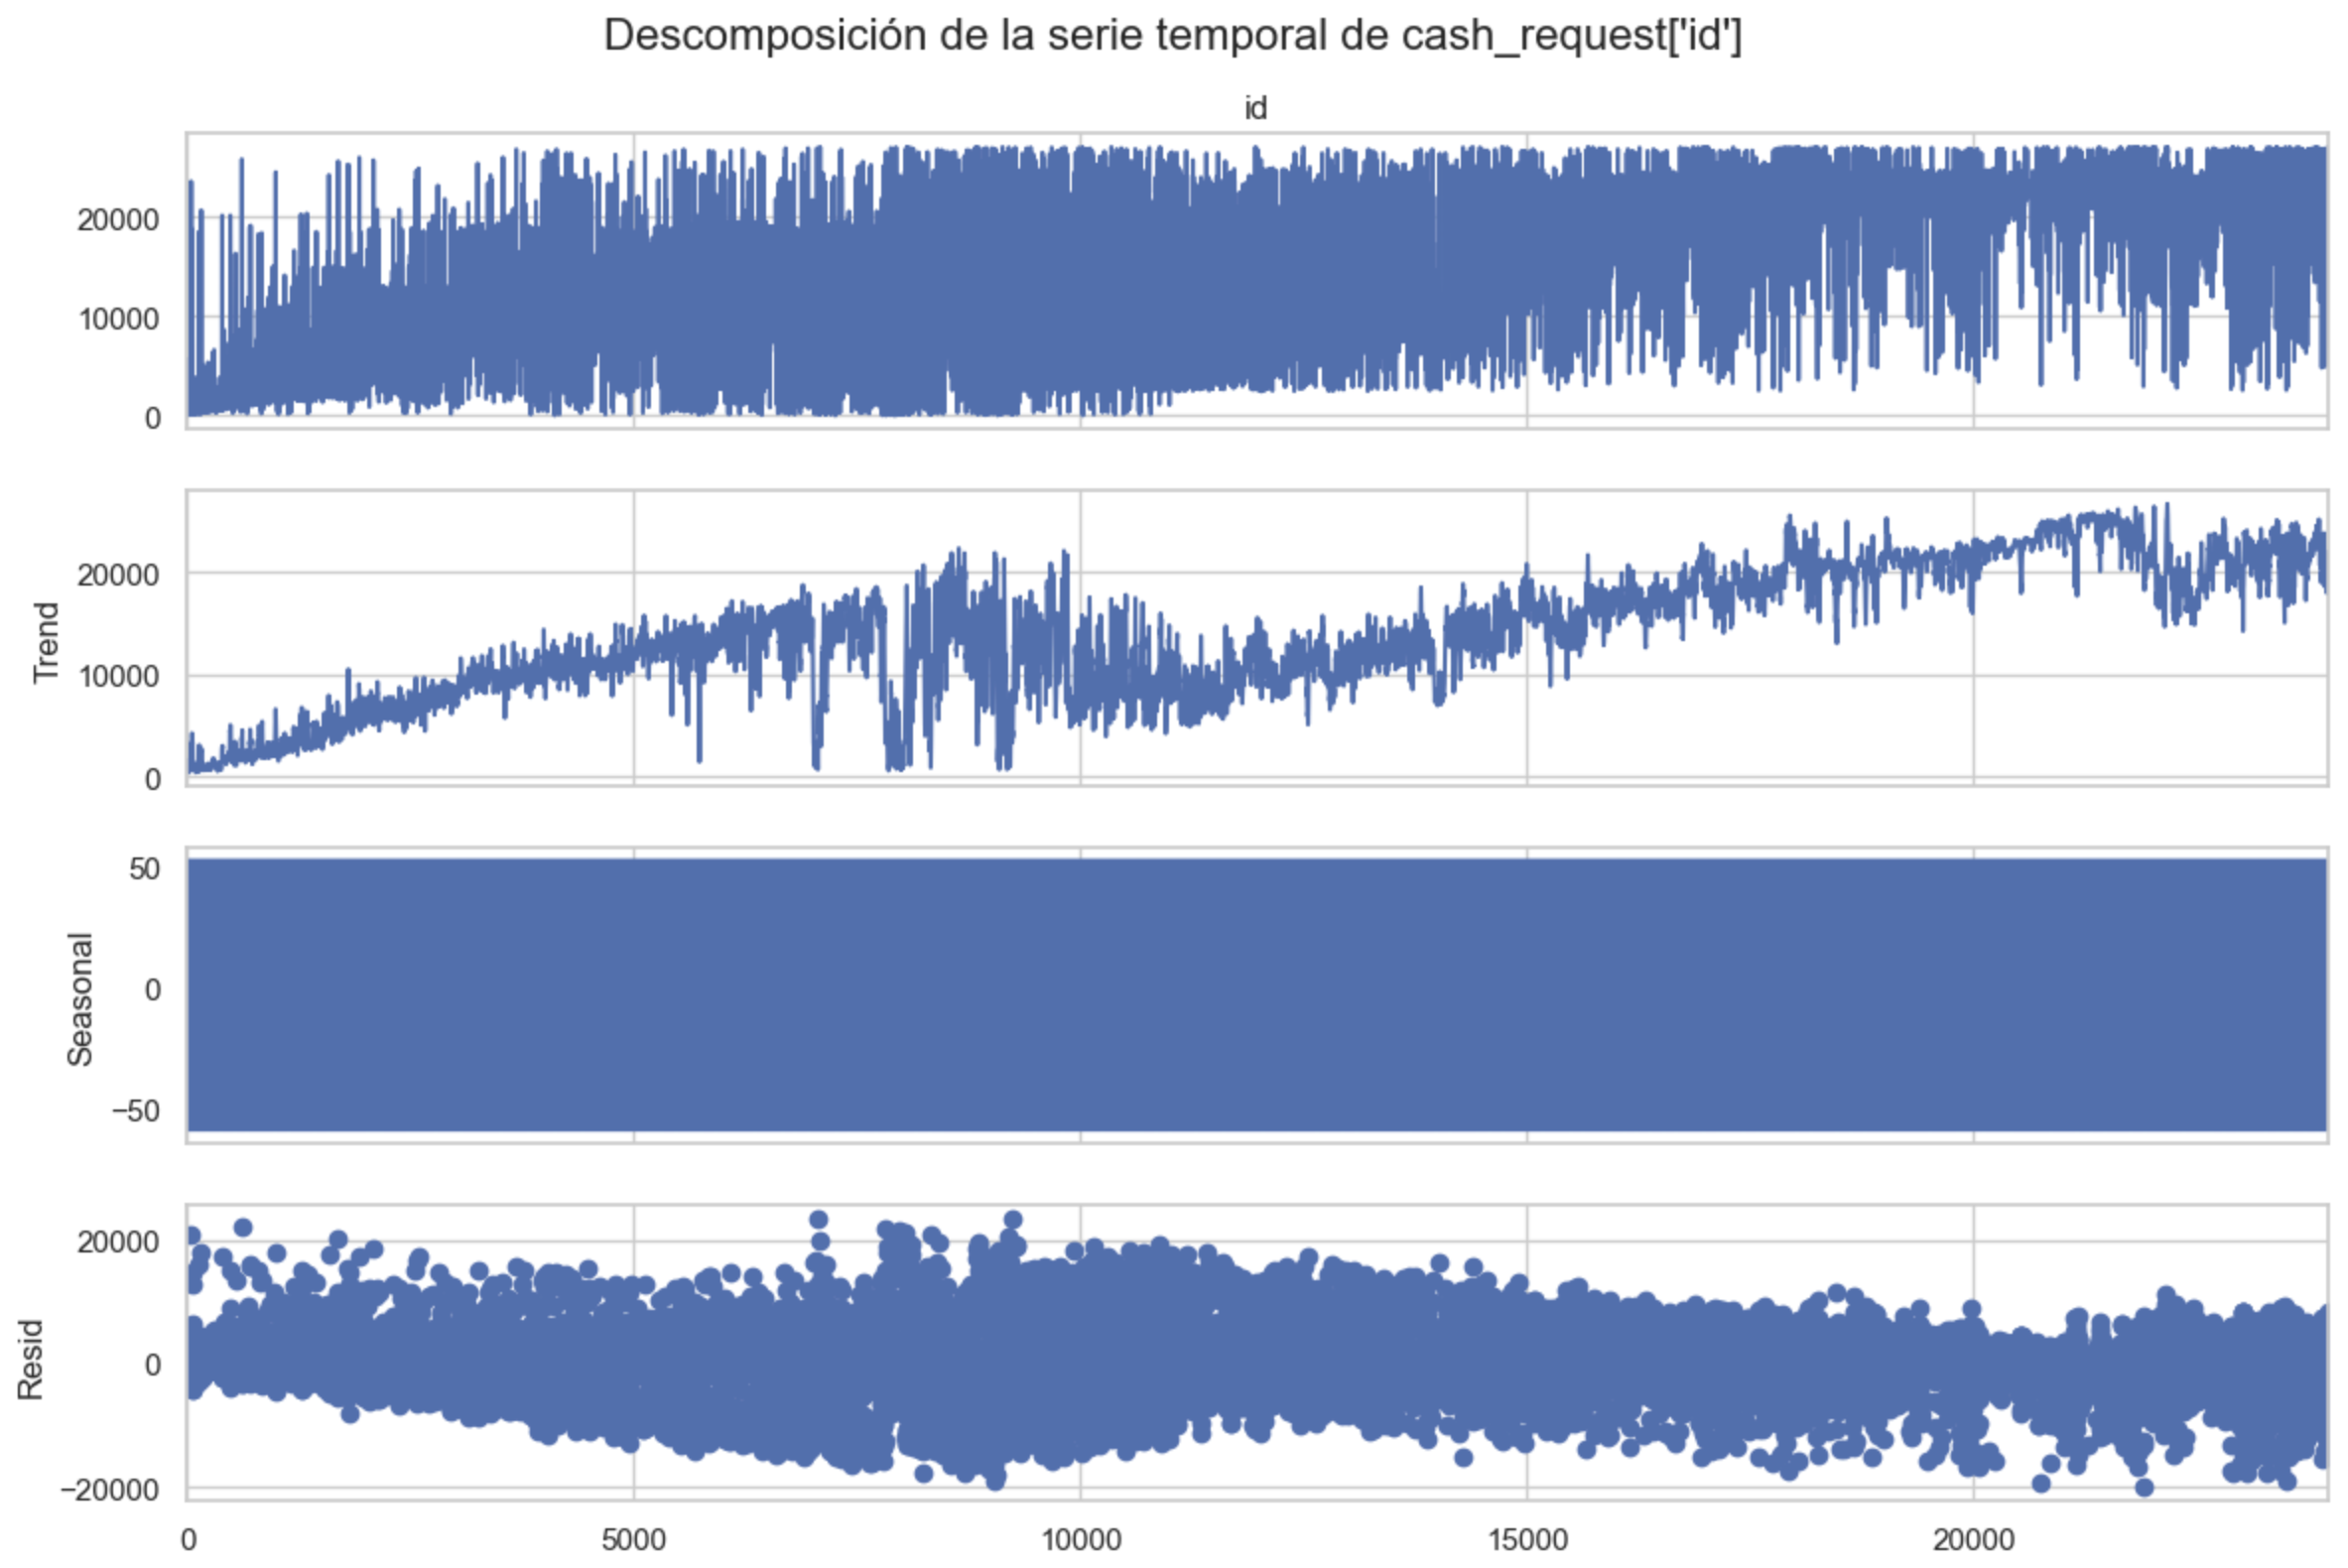 Descomposición de la serie temporal de cash_request['id']
id
20000
10000
0
Trend
20000
10000
0
Seasonal
50
0
−50
Resid
20000
0
−20000
0 5000 10000 15000 20000